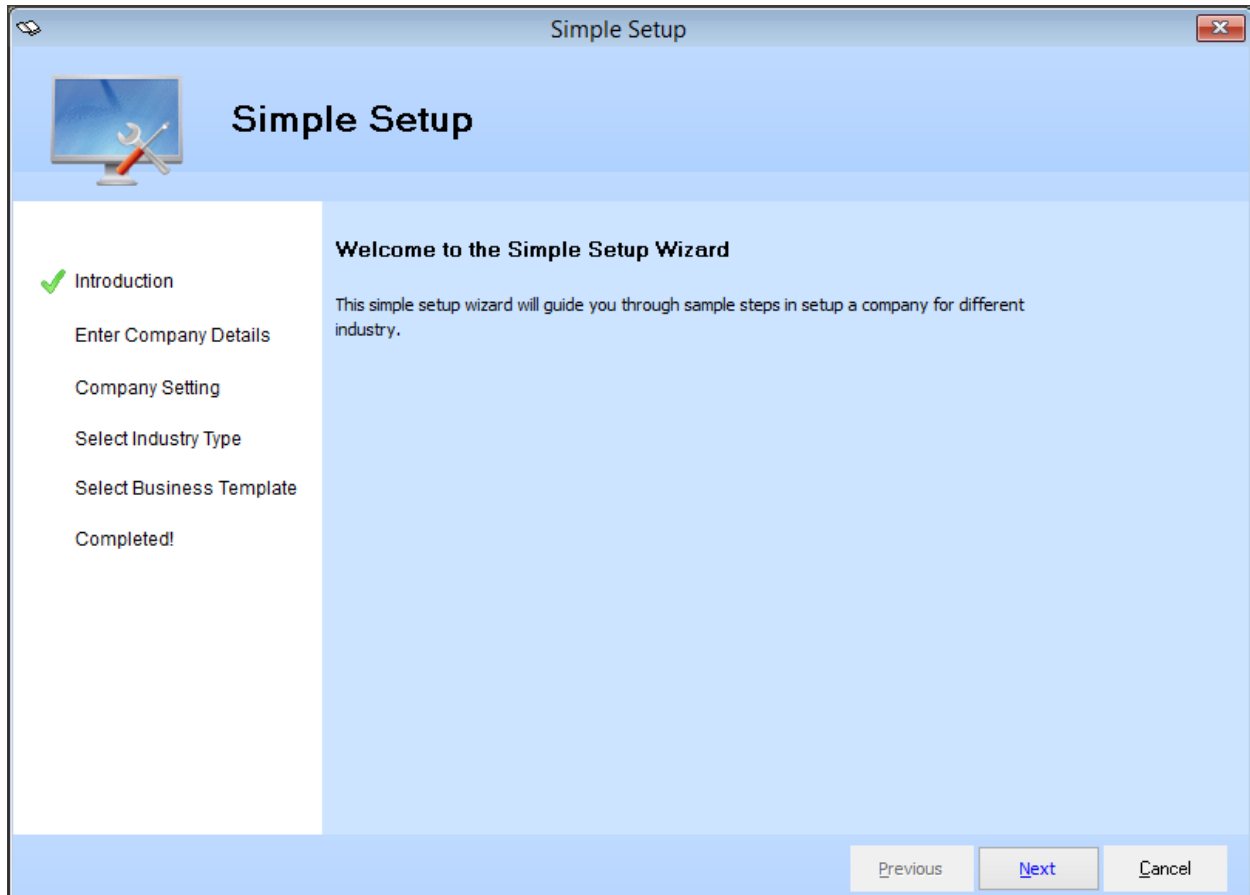 Simple Setup
Simple Setup
Introduction
Enter Company Details
Company Setting
Select Industry Type
Select Business Template
Completed!
Welcome to the Simple Setup Wizard
This simple setup wizard will guide you through sample steps in setup a company for different
industry.
Previous
Next
Cancel